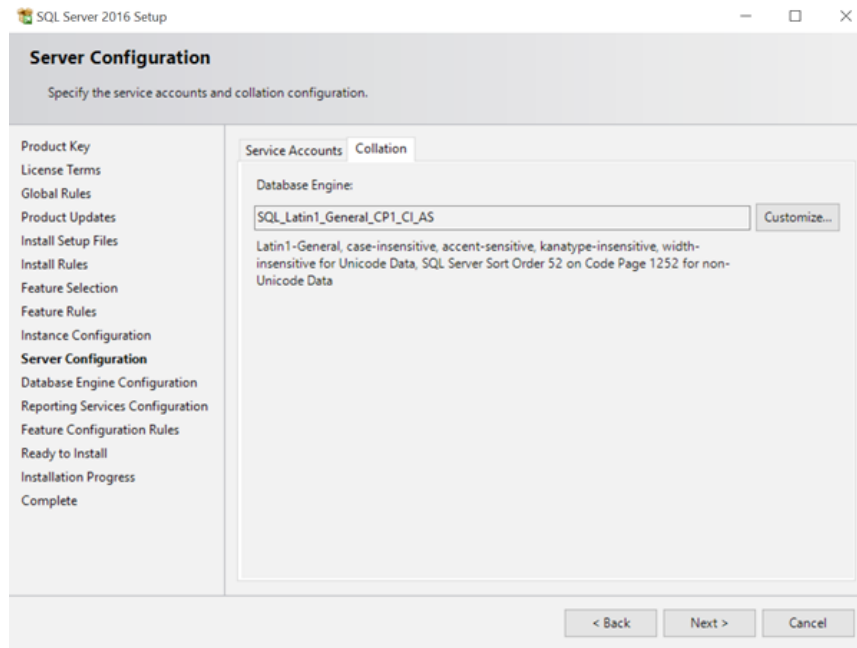 SQL Server 2016 Setup
Server Configuration
Specify the service accounts and collation configuration.
Product Key
License Terms
Global Rules
Product Updates
Install Setup Files
Install Rules
Feature Selection
Feature Rules
Instance Configuration
Server Configuration
Database Engine Configuration
Reporting Services Configuration
Feature Configuration Rules
Ready to Install
Installation Progress
Complete
Service Accounts Collation
Database Engine:
SQL_Latin1_General_CP1_CI_AS Customize...
Latin1-General, case-insensitive, accent-sensitive, kanatype-insensitive, width-
insensitive for Unicode Data, SQL Server Sort Order 52 on Code Page 1252 for non-
Unicode Data
< Back Next > Cancel